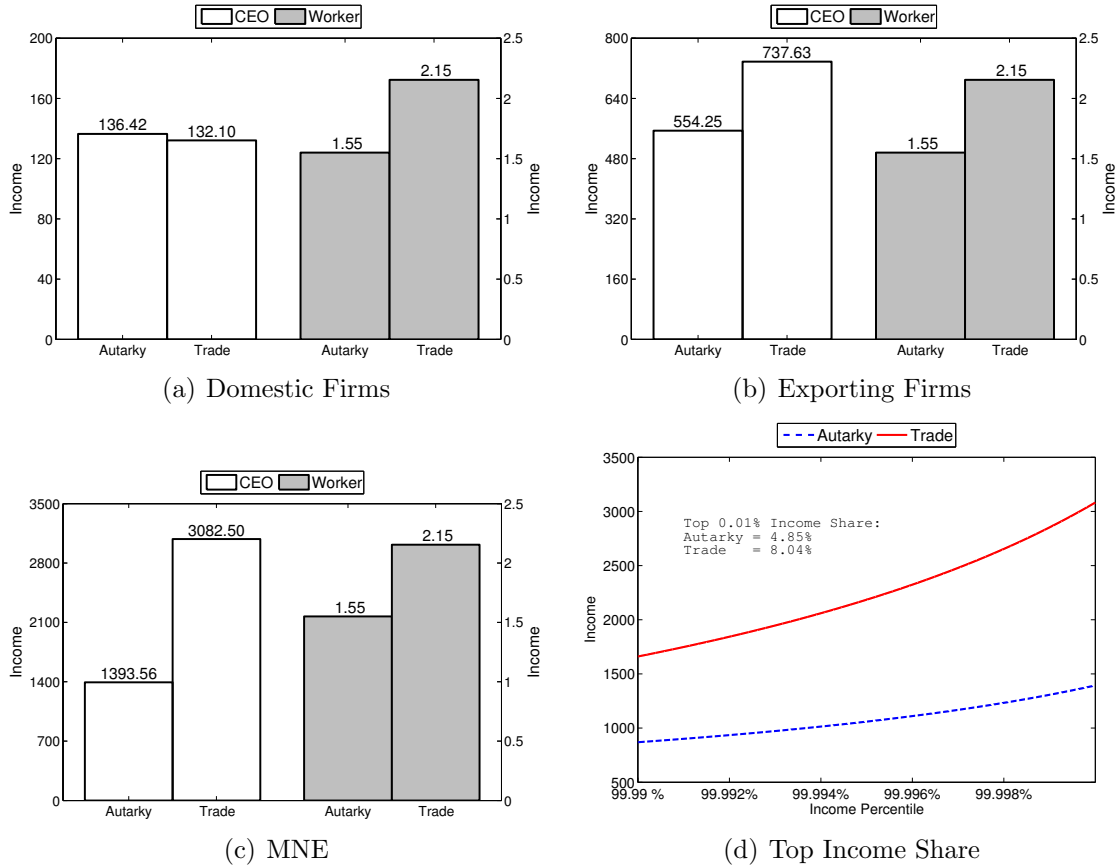 CEO Worker
200
160
120
80
40
0
Income
136.42
132.10
1.55
2.15
2.5
2
1.5
1
0.5
0
Income
Autarky Trade Autarky Trade
(a) Domestic Firms
CEO Worker
800
640
480
320
160
0
Income
554.25
737.63
1.55
2.15
2.5
2
1.5
1
0.5
0
Income
Autarky Trade Autarky Trade
(b) Exporting Firms
CEO Worker
3500
2800
2100
1400
700
0
Income
1393.56
3082.50
1.55
2.15
2.5
2
1.5
1
0.5
0
Income
Autarky Trade Autarky Trade
(c) MNE
Autarky Trade
3500
3000
2500
2000
1500
1000
500
Income
Top 0.01% Income Share:
Autarky = 4.85%
Trade = 8.04%
99.99 % 99.992% 99.994% 99.996% 99.998%
Income Percentile
(d) Top Income Share